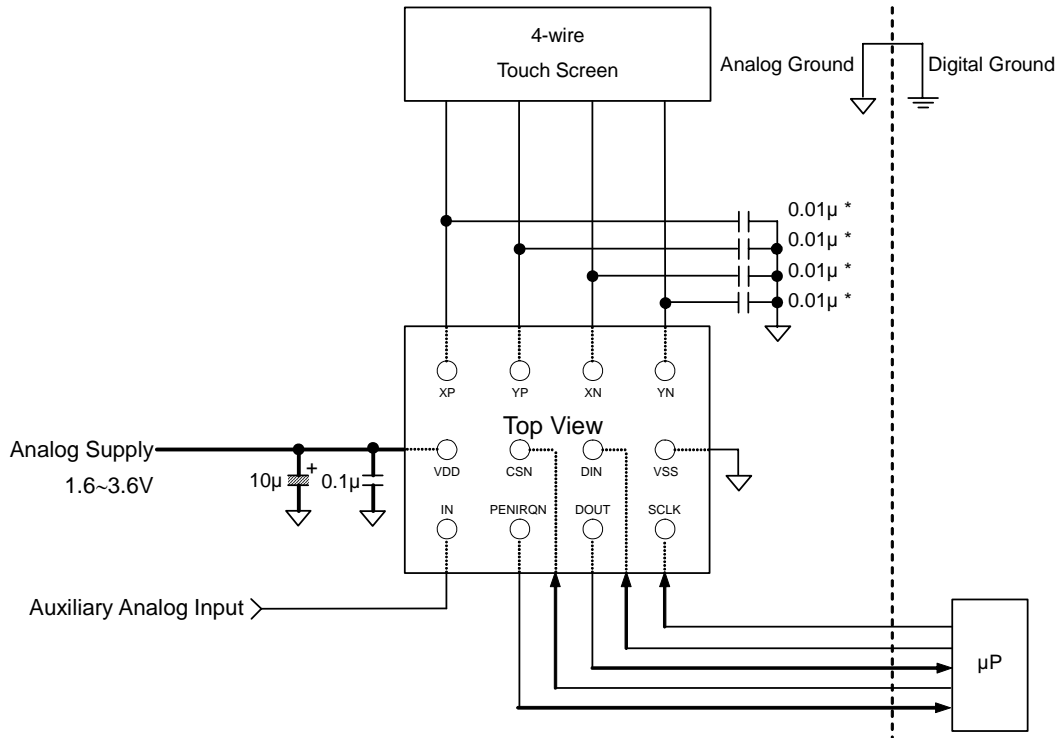 4-wire
Touch Screen
Analog Ground
Digital Ground
0.01µ *
0.01µ *
0.01µ *
0.01µ *
XP
YP
XN
YN
Top View
Analog Supply
1.6~3.6V
10µ
+
0.1µ
VDD
CSN
DIN
VSS
IN
PENIRQN
DOUT
SCLK
Auxiliary Analog Input
µP